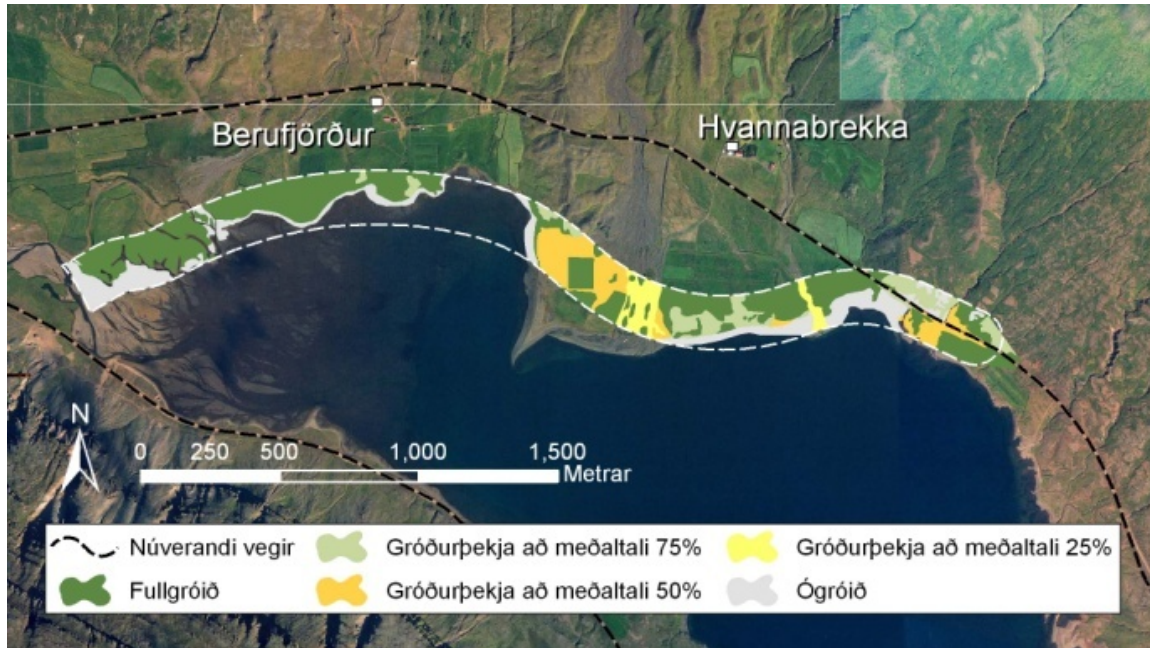 Berufjörður
Hvannabrekka
N
0 250 500 1,000 1,500
Metrar
Núverandi vegir
Gróðurþekja að meðaltali 75%
Gróðurþekja að meðaltali 25%
Fullgróið
Gróðurþekja að meðaltali 50%
Ógróið